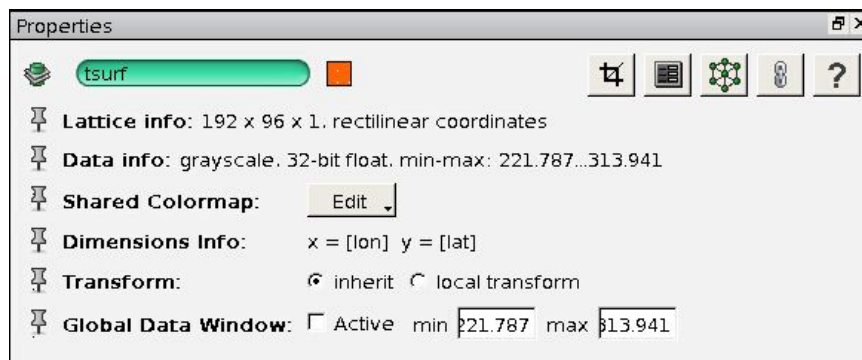 Properties
tsurf
?
Lattice info: 192 x 96 x 1, rectilinear coordinates
Data info: grayscale, 32-bit float, min-max: 221.787...313.941
Shared Colormap: Edit
Dimensions Info: x = [lon] y = [lat]
Transform: inherit local transform
Global Data Window: Active min 221.787 max 313.941